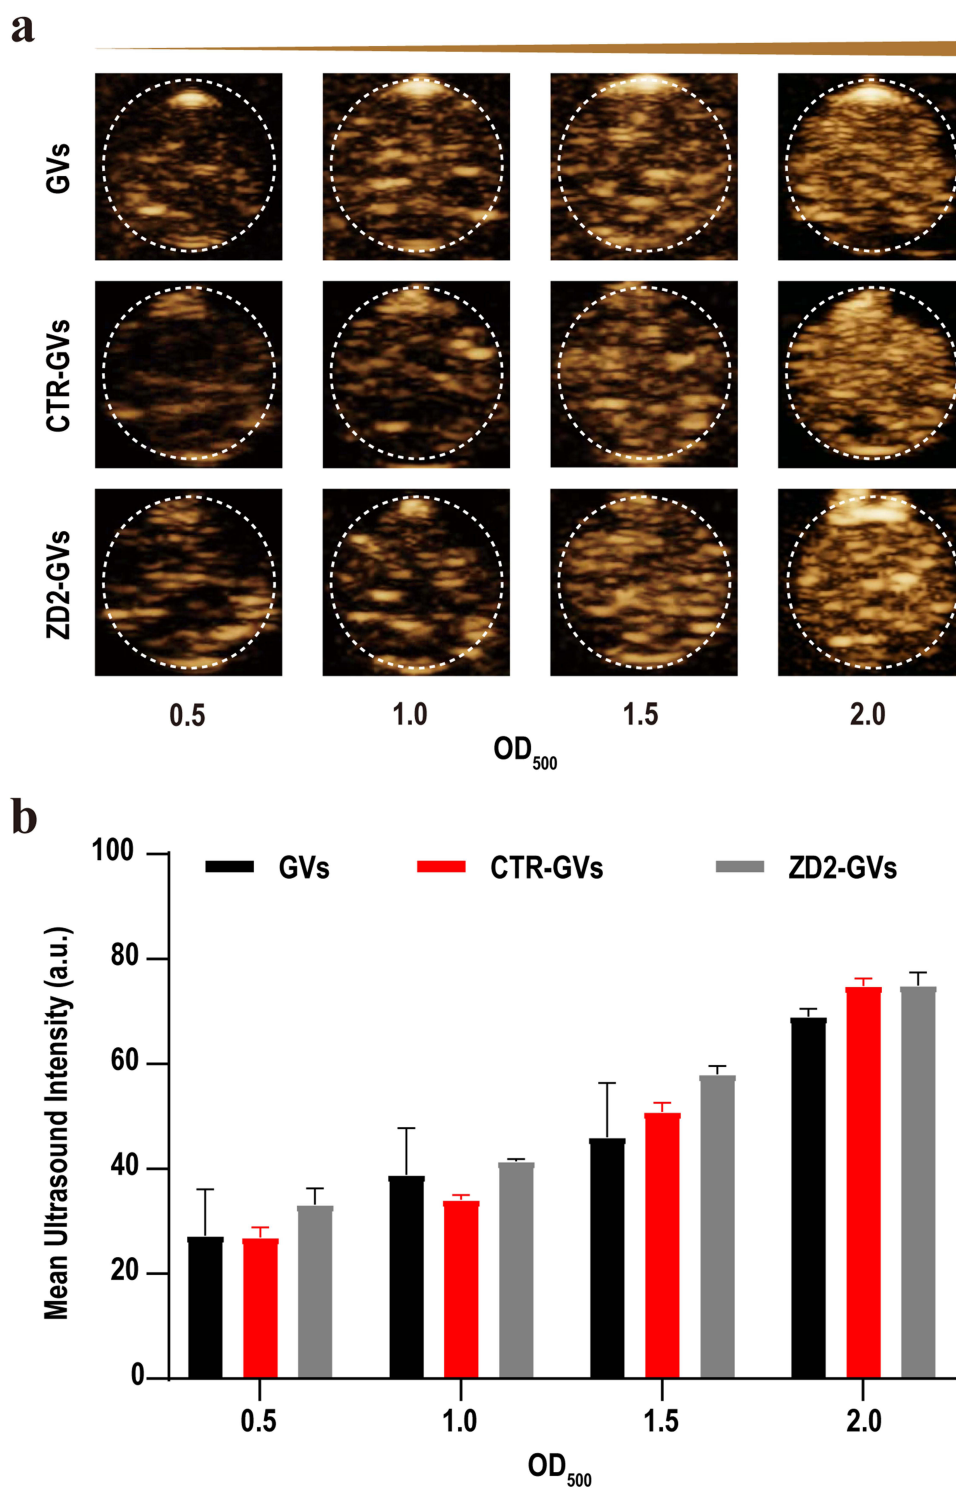 a
GVs
CTR-GVs
ZD2-GVs
0.5 1.0 1.5 2.0
OD500
b
GVs CTR-GVs ZD2-GVs
Mean Ultrasound Intensity (a.u.)
100
80
60
40
20
0
0.5 1.0 1.5 2.0
OD500